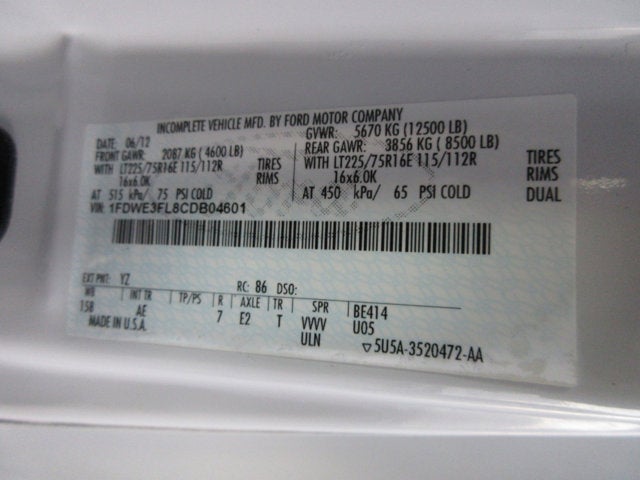 INCOMPLETE VEHICLE MFD. BY FORD MOTOR COMPANY
DATE: 06/12 GVWR: 5670 KG (12500 LB)
FRONT GAWR: 2087 KG (4600 LB) REAR GAWR: 3856 KG (8500 LB)
WITH LT225/75R16E 115/112R TIRES WITH LT225/75R16E 115/112R TIRES
16x6.0K RIMS 16x6.0K RIMS
AT 515 kPa/ 75 PSI COLD AT 450 kPa/ 65 PSI COLD DUAL
VIN: 1FDWE3FL8CDB04601
EXT PNT: YZ RC: 86 DSO:
WB INT TR TP/PS R AXLE TR SPR BE414
158 AE 7 E2 T VVVV U05
MADE IN U.S.A. ULN ▽5U5A-3520472-AA